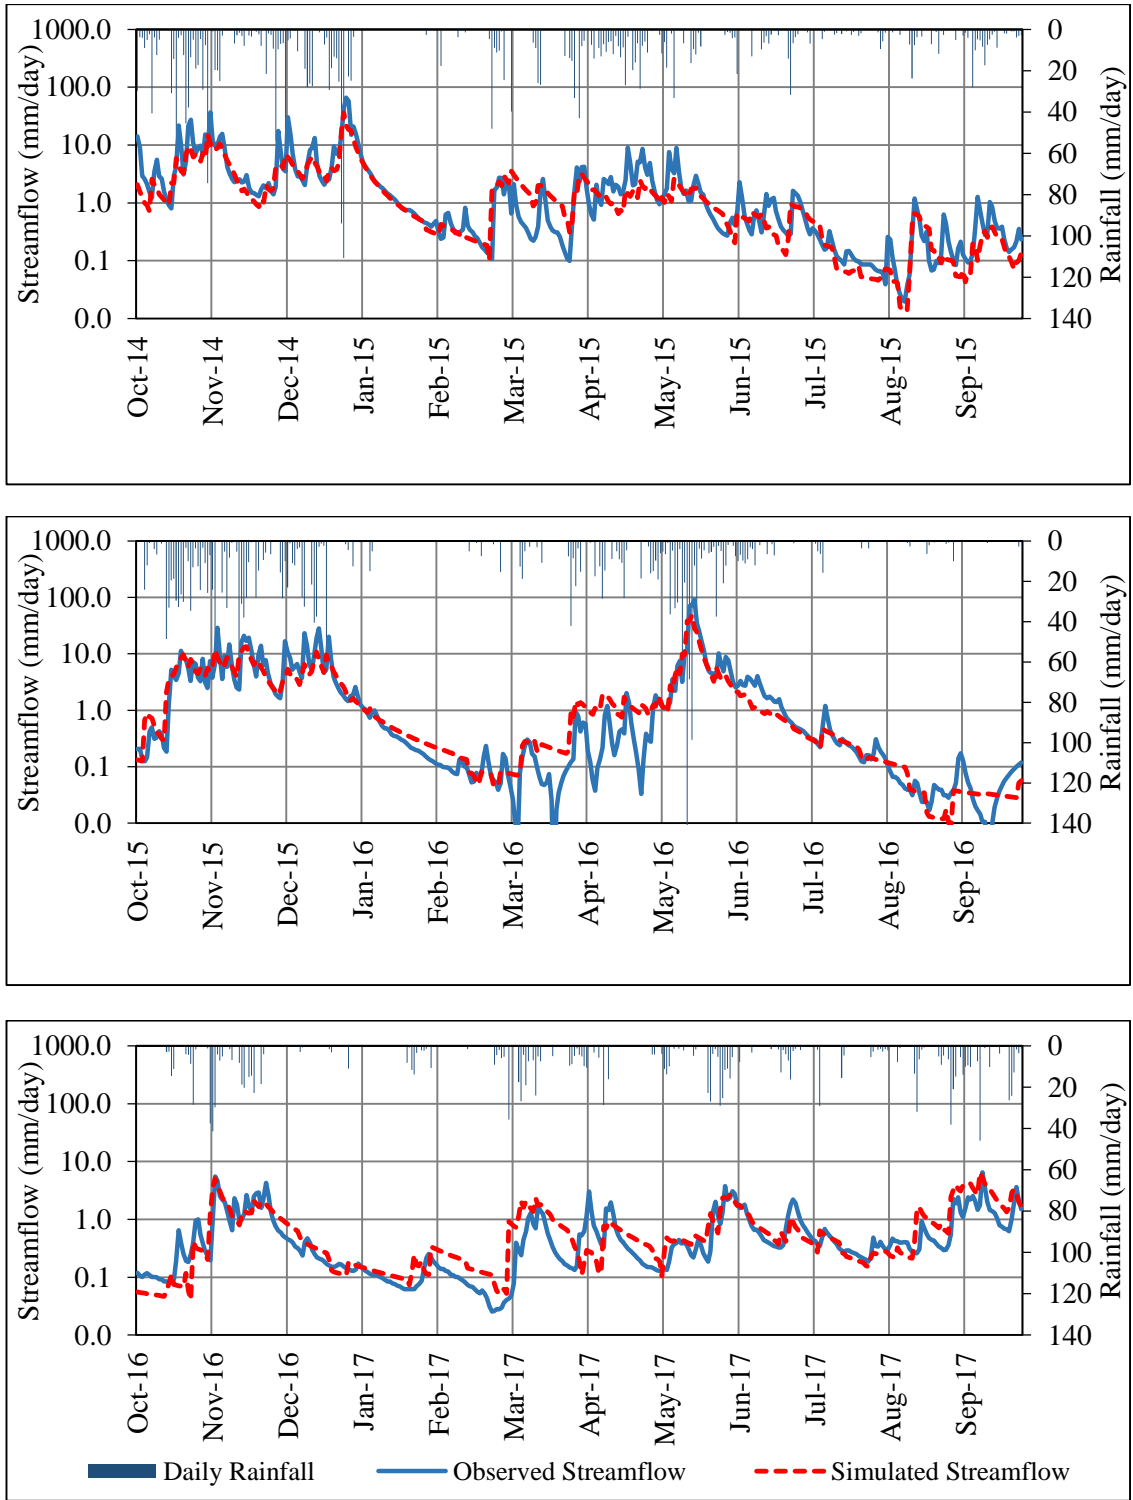 1000.0
100.0
10.0
1.0
0.1
0.0
Streamflow (mm/day)
0
20
40
60
80
100
120
140
Rainfall (mm/day)
Oct-14
Nov-14
Dec-14
Jan-15
Feb-15
Mar-15
Apr-15
May-15
Jun-15
Jul-15
Aug-15
Sep-15
1000.0
100.0
10.0
1.0
0.1
0.0
Streamflow (mm/day)
0
20
40
60
80
100
120
140
Rainfall (mm/day)
Oct-15
Nov-15
Dec-15
Jan-16
Feb-16
Mar-16
Apr-16
May-16
Jun-16
Jul-16
Aug-16
Sep-16
1000.0
100.0
10.0
1.0
0.1
0.0
Streamflow (mm/day)
0
20
40
60
80
100
120
140
Rainfall (mm/day)
Oct-16
Nov-16
Dec-16
Jan-17
Feb-17
Mar-17
Apr-17
May-17
Jun-17
Jul-17
Aug-17
Sep-17
Daily Rainfall
Observed Streamflow
Simulated Streamflow